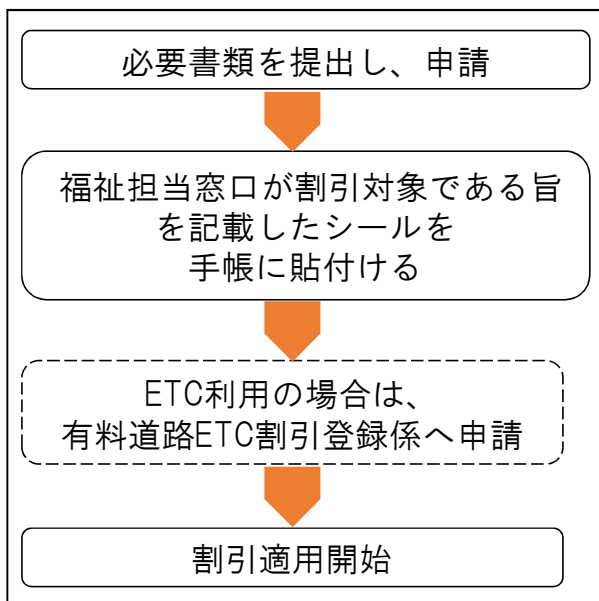 必要書類を提出し、申請
福祉担当窓口が割引対象である旨
を記載したシールを
手帳に貼付ける
ETC利用の場合は、
有料道路ETC割引登録係へ申請
割引適用開始